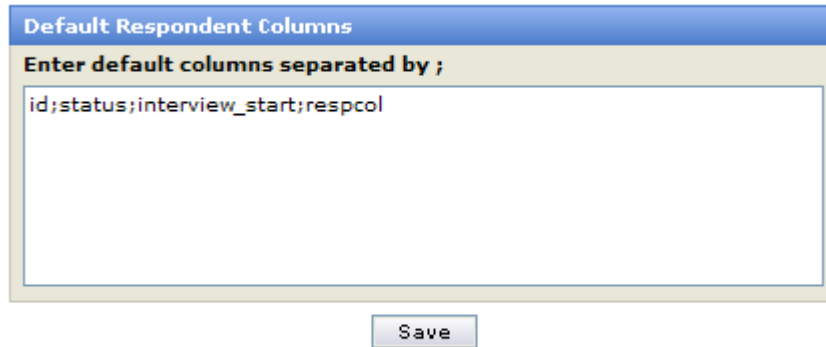 Default Respondent Columns
Enter default columns separated by ;
id;status;interview_start;respcol
Save